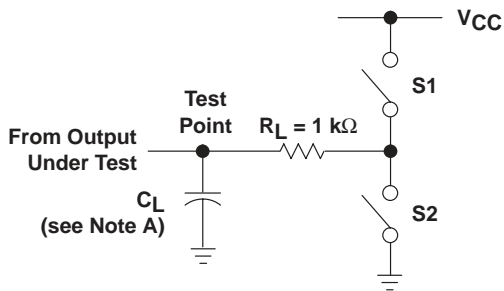 VCC
S1
Test
Point
RL = 1 kΩ
From Output
Under Test
CL
(see Note A)
S2